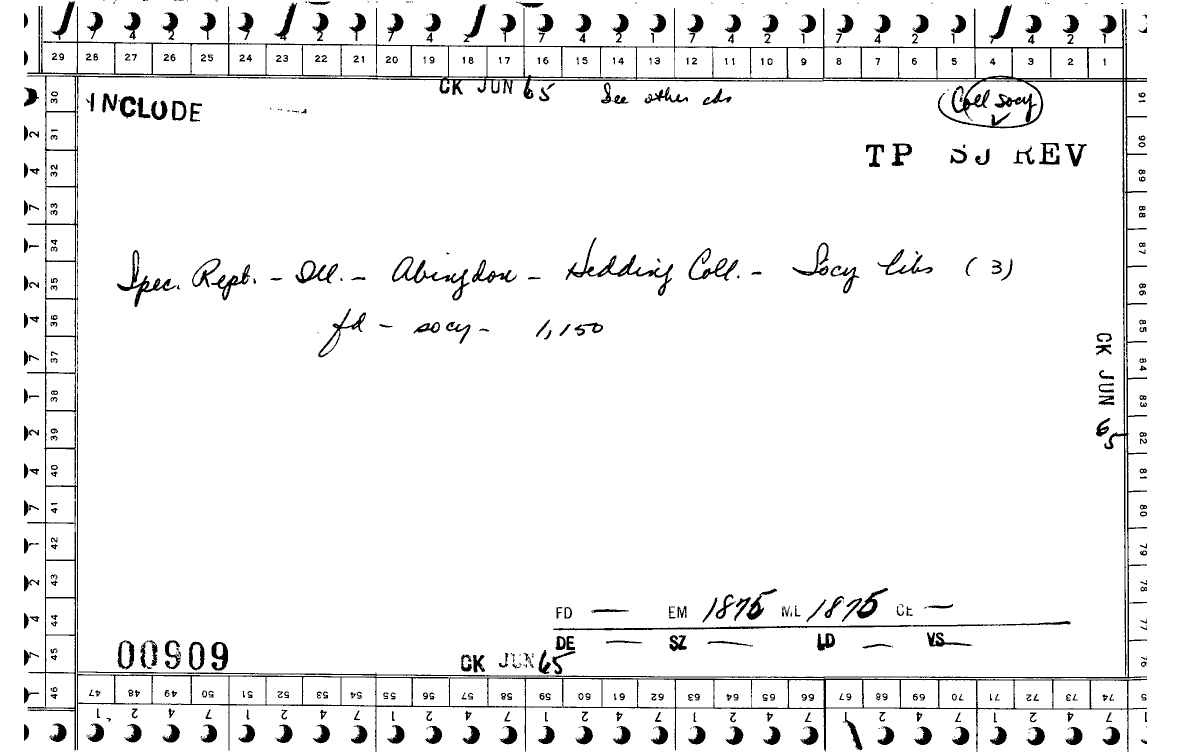 7 4 2 1 7 4 2 1 7 4 2 1 7 4 2 1 7 4 2 1 7 4 2 1 7 4 2 1
29 28 27 26 25 24 23 22 21 20 19 18 17 16 15 14 13 12 11 10 9 8 7 6 5 4 3 2 1
CK JUN 65 See other cds Coll socy
INCLUDE
TP SJ REV
Spec. Rept. - Ill. - Abingdon - Hedding Coll. - Socy libs (3)
fd - socy - 1,150
CK JUN 65
FD — EM 1875 ML 1875 CE —
DE — SZ — LD — VS —
00909 CK JUN 65
30 31 32 33 34 35 36 37 38 39 40 41 42 43 44 45 46
91 90 89 88 87 86 85 84 83 82 81 80 79 78 77 76
47 48 49 50 51 52 53 54 55 56 57 58 59 60 61 62 63 64 65 66 67 68 69 70 71 72 73 74
1 2 4 7 1 2 4 7 1 2 4 7 1 2 4 7 1 2 4 7 1 2 4 7 1 2 4 7